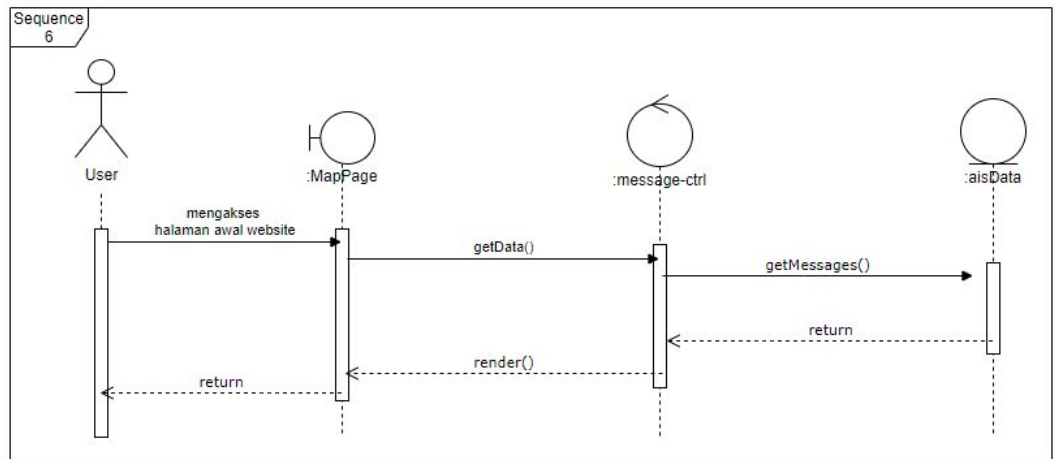 Sequence
6
User
:MapPage
:message-ctrl
:aisData
mengakses
halaman awal website
getData()
getMessages()
return
render()
return